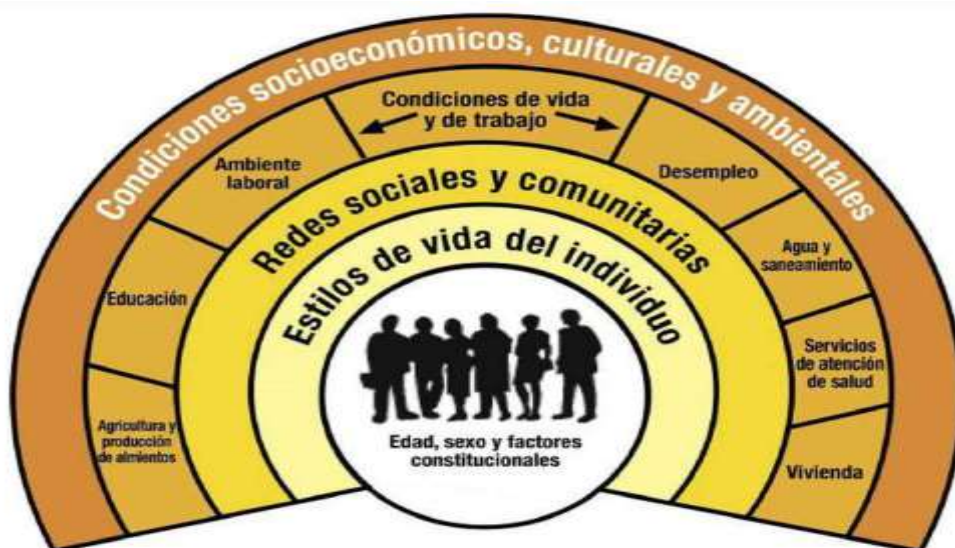 Condiciones socioeconómicos, culturales y ambientales
Condiciones de vida
y de trabajo
Ambiente
laboral
Desempleo
Redes sociales y comunitarias
Agua y
saneamiento
Estilos de vida del individuo
Educación
Servicios
de atención
de salud
Agricultura y
producción
de almientos
Edad, sexo y factores
constitucionales
Vivienda